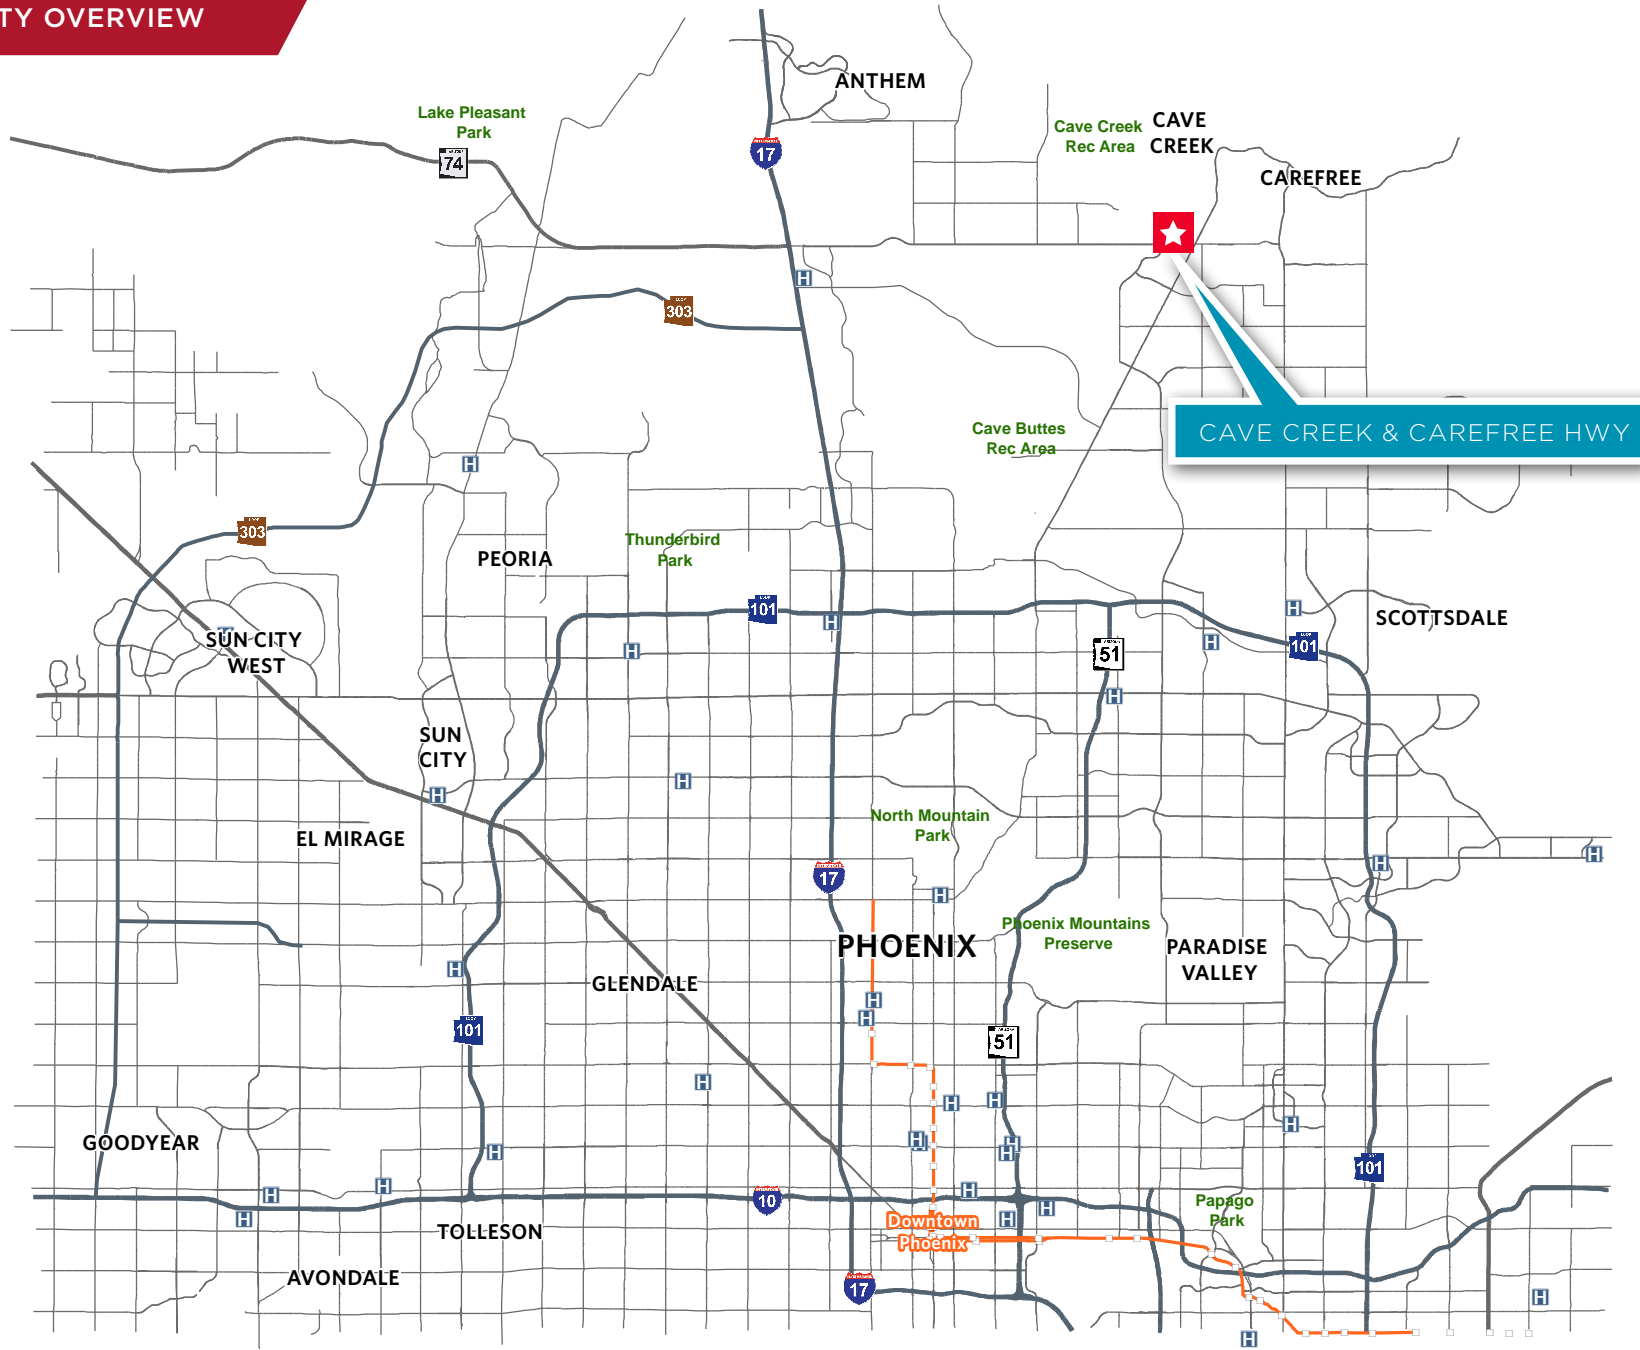 TY OVERVIEW
ANTHEM
Lake Pleasant
Park
CAVE
CREEK
Cave Creek
Rec Area
17
74
CAREFREE
303
CAVE CREEK & CAREFREE HWY
Cave Buttes
Rec Area
H
H
303
Thunderbird
Park
PEORIA
101
H
H
SCOTTSDALE
SUN CITY
WEST
H
H
101
51
H
SUN
CITY
H
H
North Mountain
Park
EL MIRAGE
H
H
17
H
Phoenix Mountains
Preserve
PHOENIX
PARADISE
VALLEY
H
GLENDALE
H
H
101
51
H
H
H
H
GOODYEAR
H
H
H
H
101
H
H
H
10
Papago
Park
H
H
H
Downtown
Phoenix
TOLLESON
AVONDALE
17
H
H